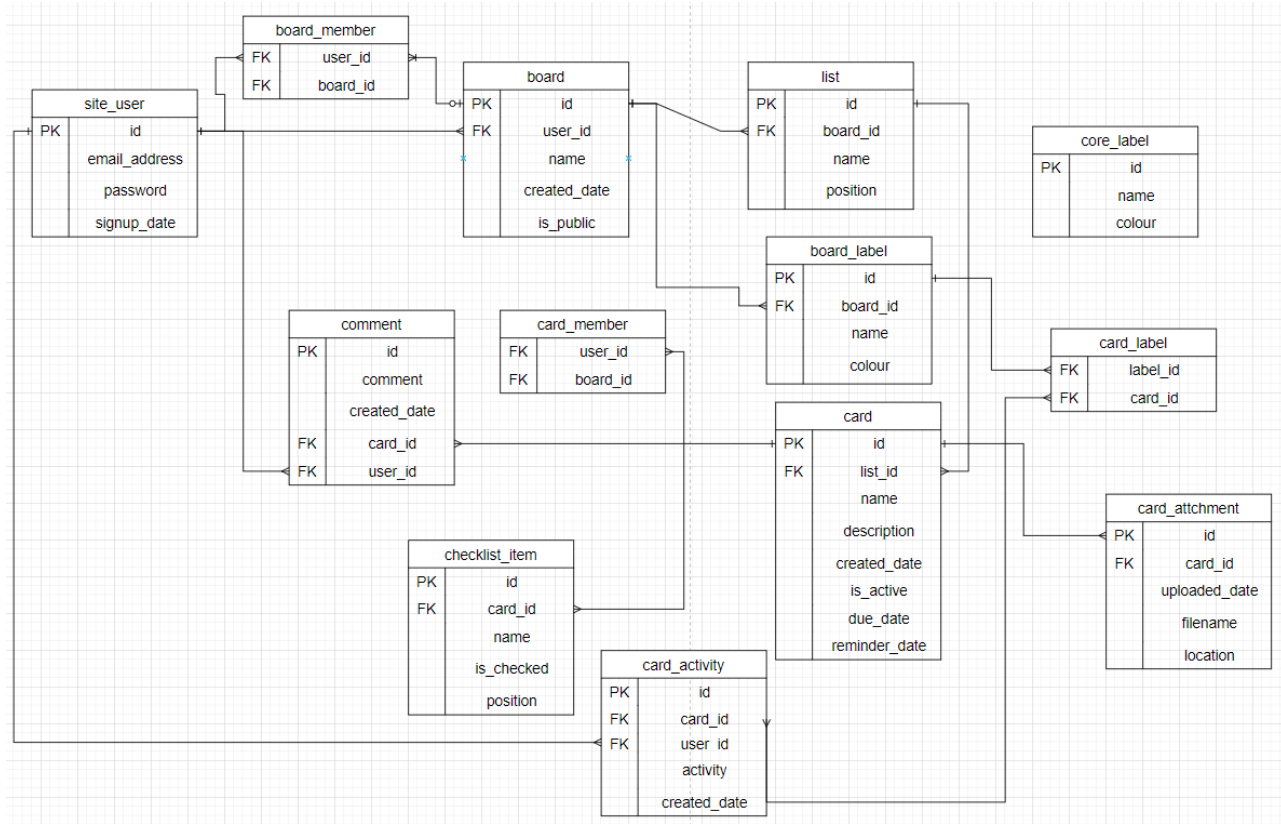 board_member
FK user_id
FK board_id
site_user
PK id
email_address
password
signup_date
board
PK id
FK user_id
name
created_date
is_public
list
PK id
FK board_id
name
position
core_label
PK id
name
colour
board_label
PK id
FK board_id
name
colour
comment
PK id
comment
created_date
FK card_id
FK user_id
card_member
FK user_id
FK board_id
card_label
FK label_id
FK card_id
card
PK id
FK list_id
name
description
created_date
is_active
due_date
reminder_date
card_attchment
PK id
FK card_id
uploaded_date
filename
location
checklist_item
PK id
FK card_id
name
is_checked
position
card_activity
PK id
FK card_id
FK user_id
activity
created_date